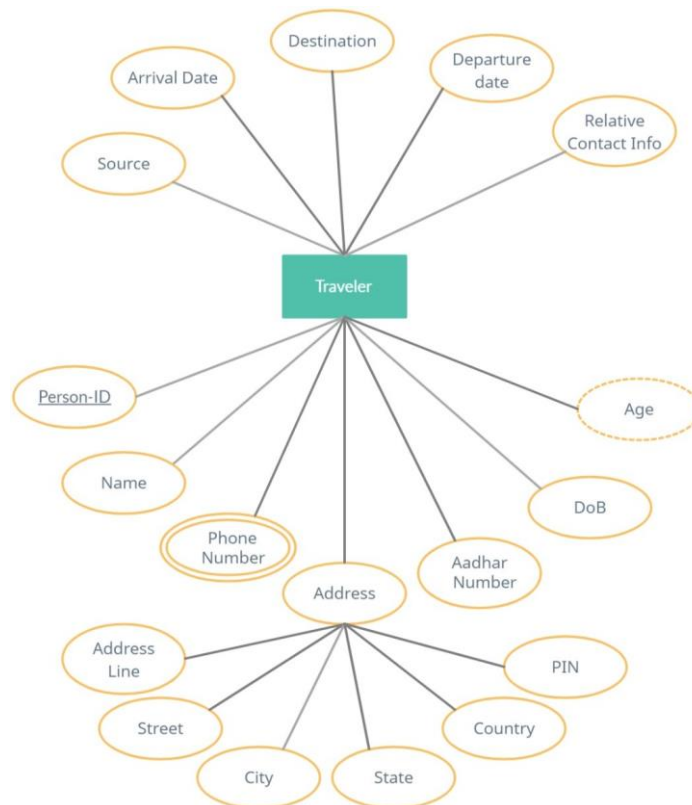 Destination
Departure
date
Arrival Date
Relative
Contact Info
Source
Traveler
Person-ID
Age
Name
DoB
Phone
Number
Aadhar
Number
Address
Address
Line
PIN
Street
Country
City
State